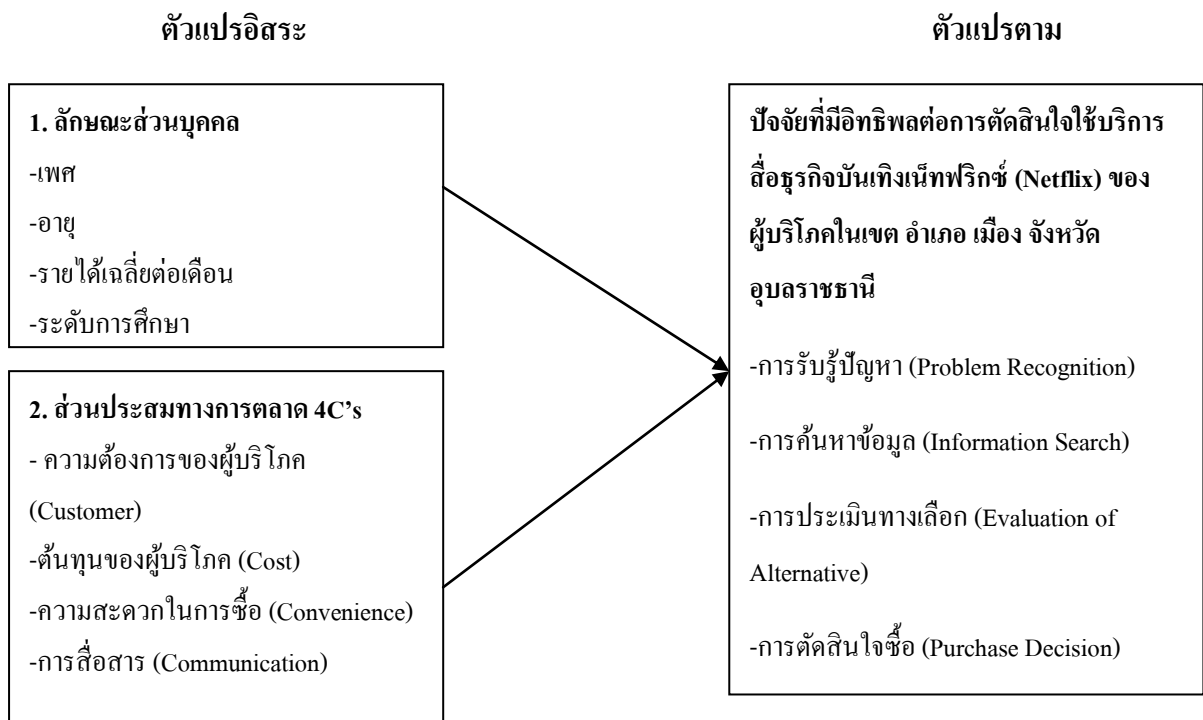 ตัวแปรอิสระ
1. ลักษณะส่วนบุคคล
-เพศ
-อายุ
-รายได้เฉลี่ยต่อเดือน
-ระดับการศึกษา
2. ส่วนประสมทางการตลาด 4C’s
- ความต้องการของผู้บริโภค
(Customer)
-ต้นทุนของผู้บริโภค (Cost)
-ความสะดวกในการซื้อ (Convenience)
-การสื่อสาร (Communication)
ตัวแปรตาม
ปัจจัยที่มีอิทธิพลต่อการตัดสินใจใช้บริการ
สื่อธุรกิจบันเทิงเน็ทฟริกซ์ (Netflix) ของ
ผู้บริโภคในเขต อำเภอ เมือง จังหวัด
อุบลราชธานี
-การรับรู้ปัญหา (Problem Recognition)
-การค้นหาข้อมูล (Information Search)
-การประเมินทางเลือก (Evaluation of
Alternative)
-การตัดสินใจซื้อ (Purchase Decision)